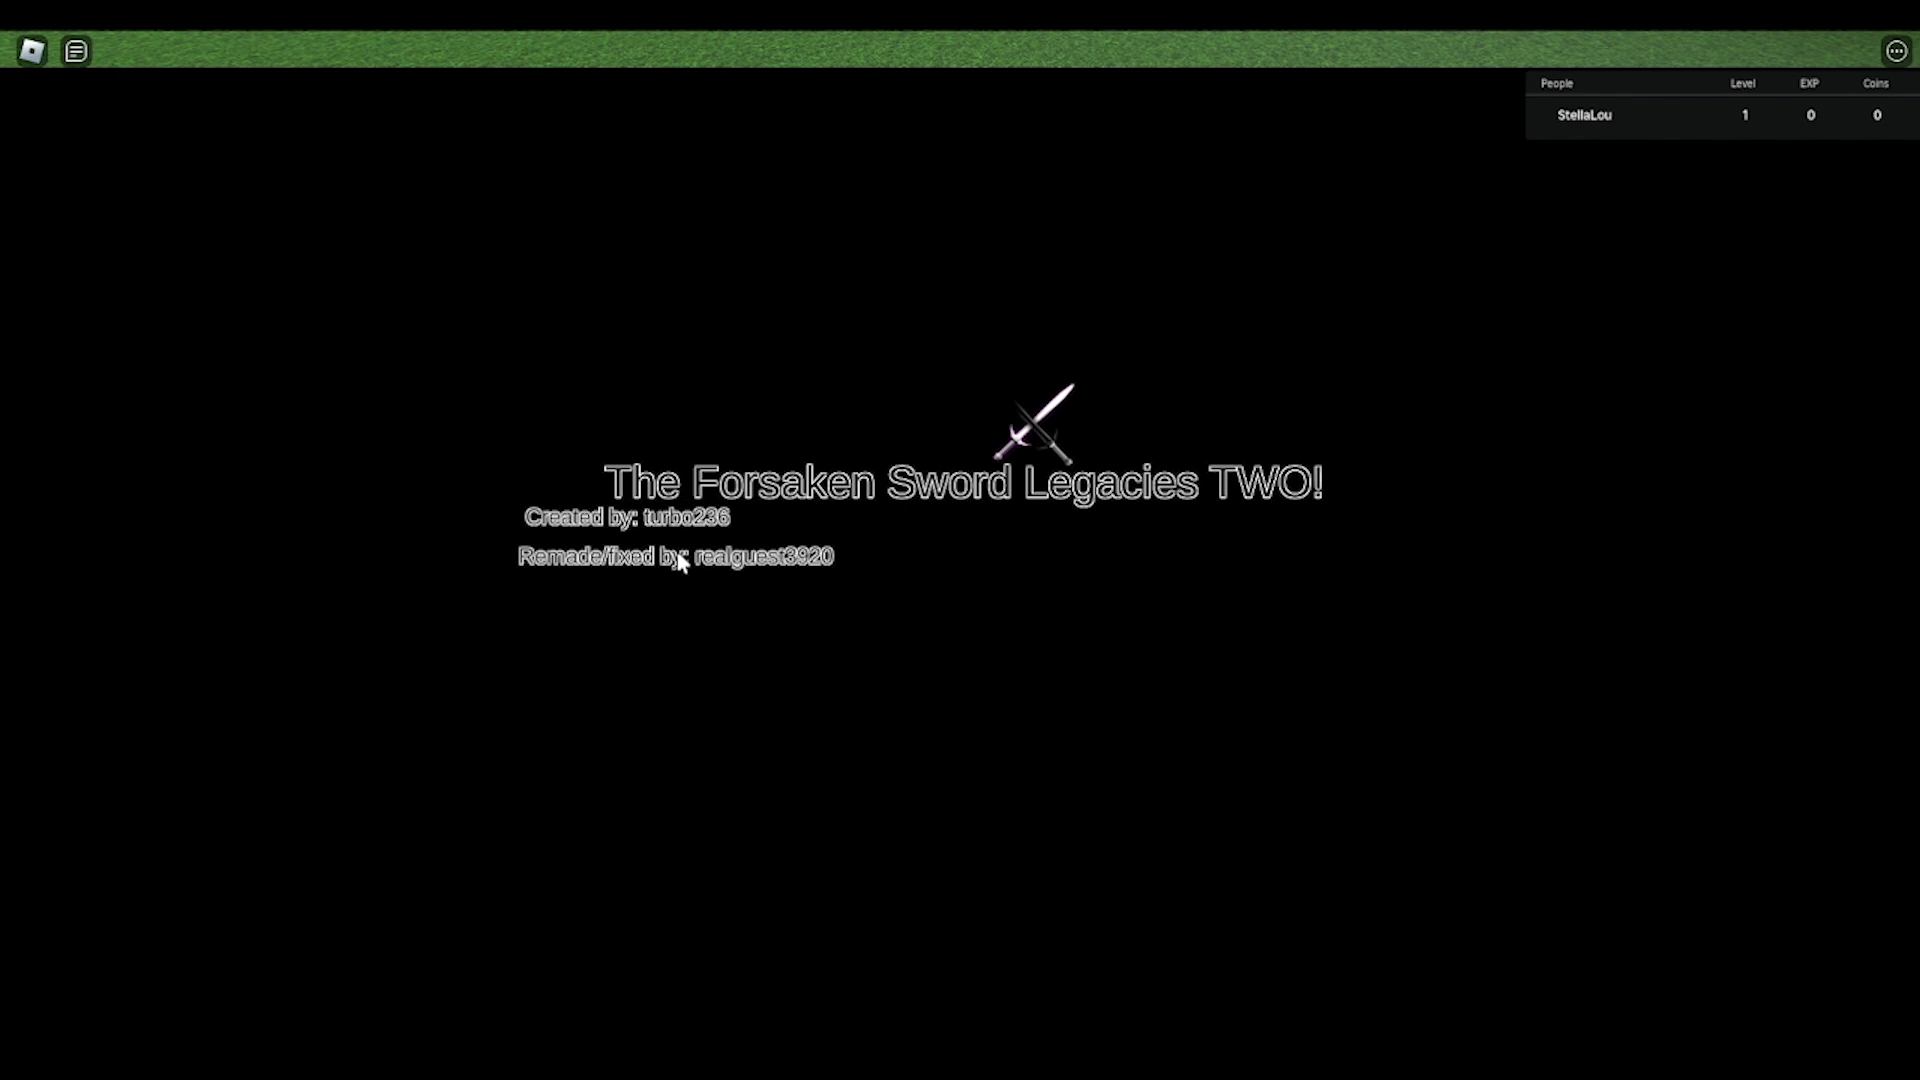 People Level EXP Coins
StellaLou 1 0 0
The Forsaken Sword Legacies TWO!
Created by: turbo236
Remade/fixed by: realguest3920